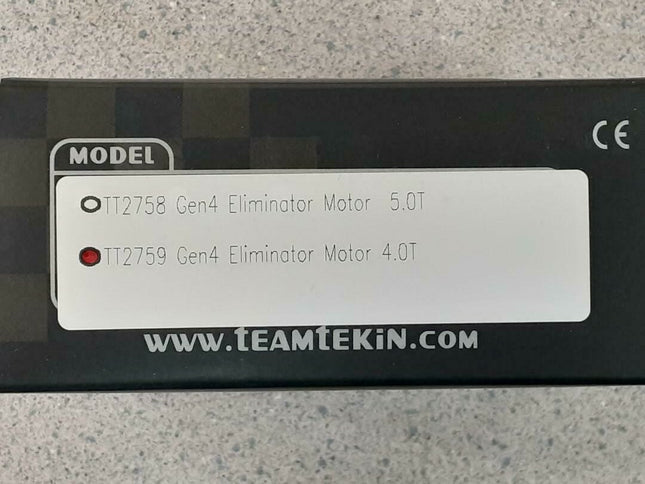 CE
MODEL
TT2758 Gen4 Eliminator Motor 5.0T
TT2759 Gen4 Eliminator Motor 4.0T
www.teamtekin.com